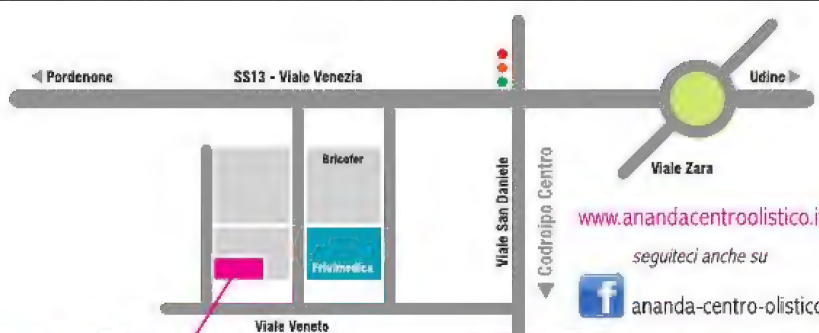 Pordenone
SS13 - Viale Venezia
Udine
Bricofer
Viale San Daniele
Codroipo Centro
Viale Zara
Friulmedica
Viale Veneto
www.anandacentroolistico.i
seguiteci anche su
f ananda-centro-olistico